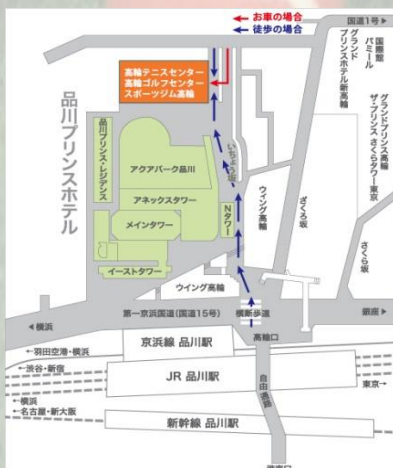 お車の場合
徒歩の場合
国道1号
高輪テニスセンター
高輪ゴルフセンター
スポーツジム高輪
国際館
パミール
グランド
プリンスホテル新高輪
グランドプリンス高輪
ザ・プリンス さくらタワー東京
品川プリンスホテル
品川プリンス・レジデンス
いちょう坂
アクアパーク品川
アネックスタワー
メインタワー
Nタワー
ウィング高輪
ざくろ坂
さくら坂
イーストタワー
ウィング高輪
横浜
第一京浜国道(国道15号)
横断歩道
銀座
高輪口
京浜線 品川駅
←羽田空港・横浜
←渋谷・新宿
JR 品川駅
東京→
←横浜
←名古屋・新大阪
自由通路
新幹線 品川駅